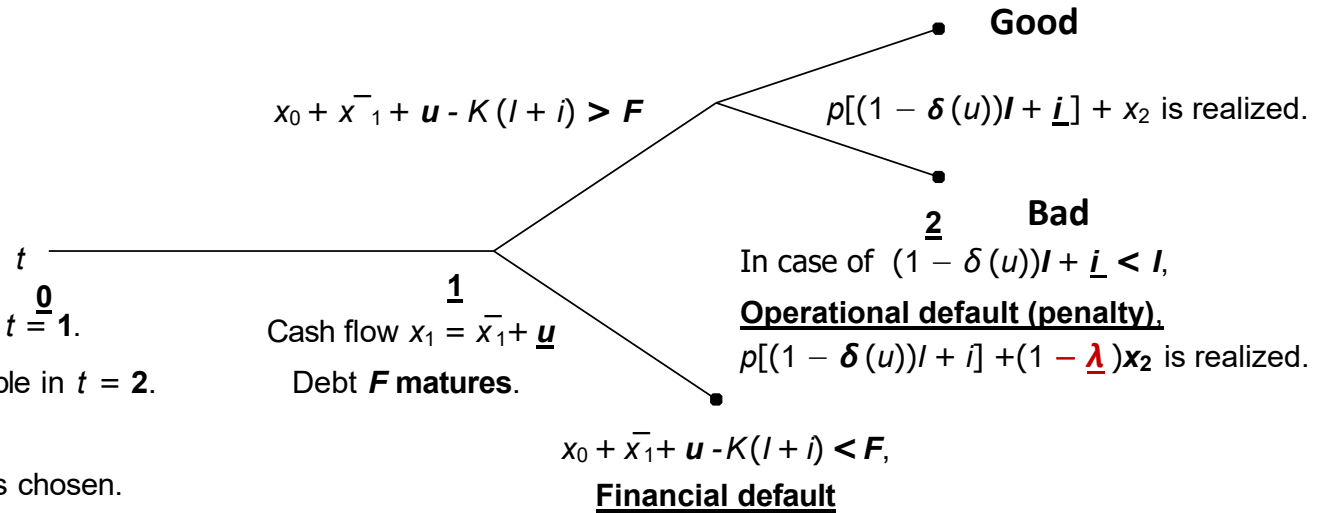 Good
x₀ + x̄₁ + u - K (I + i) > F
p[(1 − δ (u))I + i] + x₂ is realized.
Bad
2
t
In case of (1 − δ (u))I + i < I,
0
1
Operational default (penalty),
t = 1.
Cash flow x₁ = x̄₁ + u
p[(1 − δ (u))I + i] +(1 − λ )x₂ is realized.
ble in t = 2.
Debt F matures.
x₀ + x̄₁ + u - K(I + i) < F,
s chosen.
Financial default